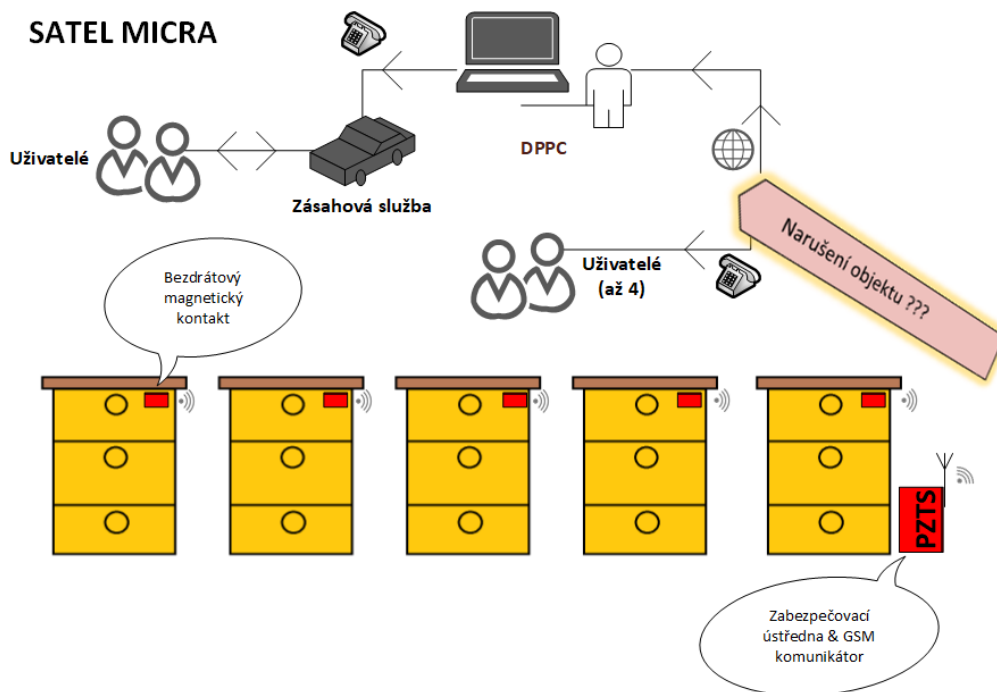 SATEL MICRA
DPPC
Uživatelé
Zásahová služba
Narušení objektu ???
Uživatelé
(až 4)
Bezdrátový
magnetický
kontakt
PZTS
Zabezpečovací
ústředna & GSM
komunikátor